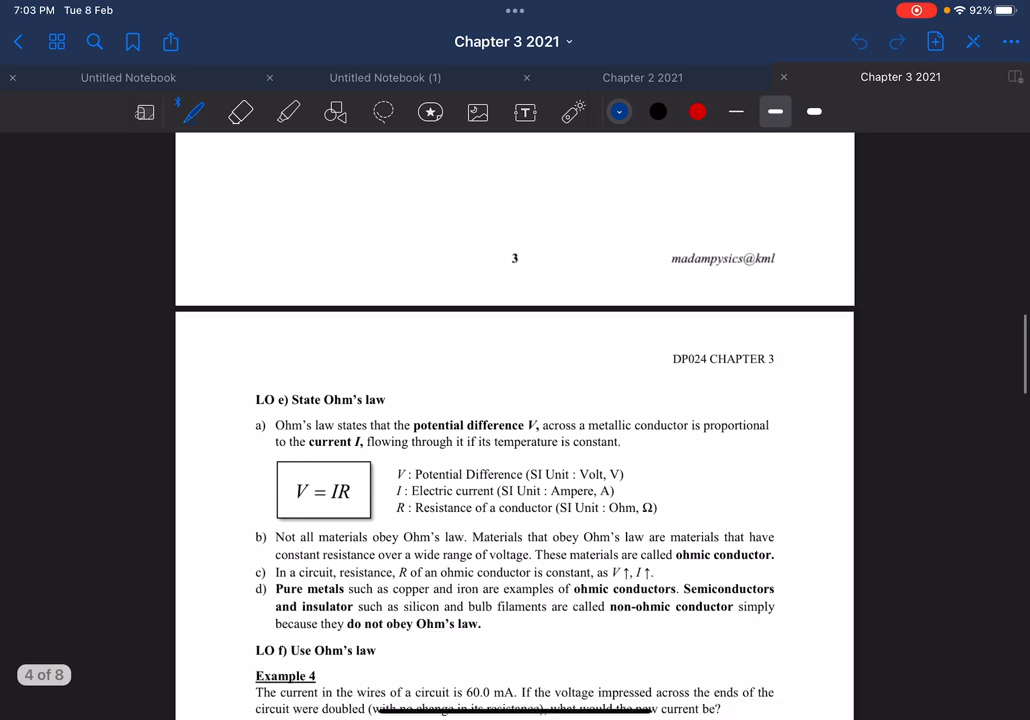 7:03 PM Tue 8 Feb
92%
Chapter 3 2021
Untitled Notebook
Untitled Notebook (1)
Chapter 2 2021
Chapter 3 2021
3
madampysics@kml
DP024 CHAPTER 3
LO e) State Ohm's law
a) Ohm's law states that the potential difference V, across a metallic conductor is proportional
to the current I, flowing through it if its temperature is constant.
V = IR
V : Potential Difference (SI Unit : Volt, V)
I : Electric current (SI Unit : Ampere, A)
R : Resistance of a conductor (SI Unit : Ohm, Ω)
b) Not all materials obey Ohm's law. Materials that obey Ohm's law are materials that have
constant resistance over a wide range of voltage. These materials are called ohmic conductor.
c) In a circuit, resistance, R of an ohmic conductor is constant, as V ↑, I ↑.
d) Pure metals such as copper and iron are examples of ohmic conductors. Semiconductors
and insulator such as silicon and bulb filaments are called non-ohmic conductor simply
because they do not obey Ohm's law.
LO f) Use Ohm's law
Example 4
The current in the wires of a circuit is 60.0 mA. If the voltage impressed across the ends of the
circuit were doubled (with no change in its resistance), what would the new current be?
4 of 8